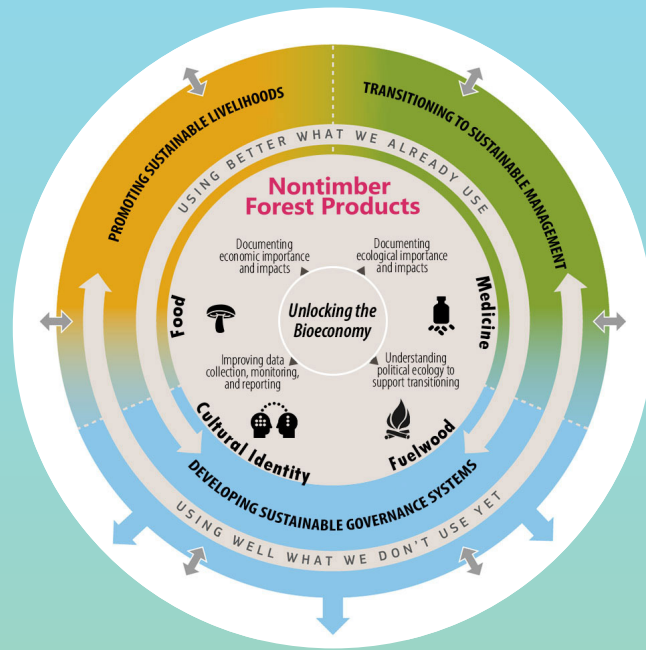 PROMOTING SUSTAINABLE LIVELIHOODS
TRANSITIONING TO SUSTAINABLE MANAGEMENT
USING BETTER WHAT WE ALREADY USE
Nontimber
Forest Products
Documenting
economic importance
and impacts
Documenting
ecological importance
and impacts
Food
Unlocking the
Bioeconomy
Medicine
Improving data
collection, monitoring,
and reporting
Understanding
political ecology to
support transitioning
Cultural Identity
Fuelwood
DEVELOPING SUSTAINABLE GOVERNANCE SYSTEMS
USING WELL WHAT WE DON'T USE YET